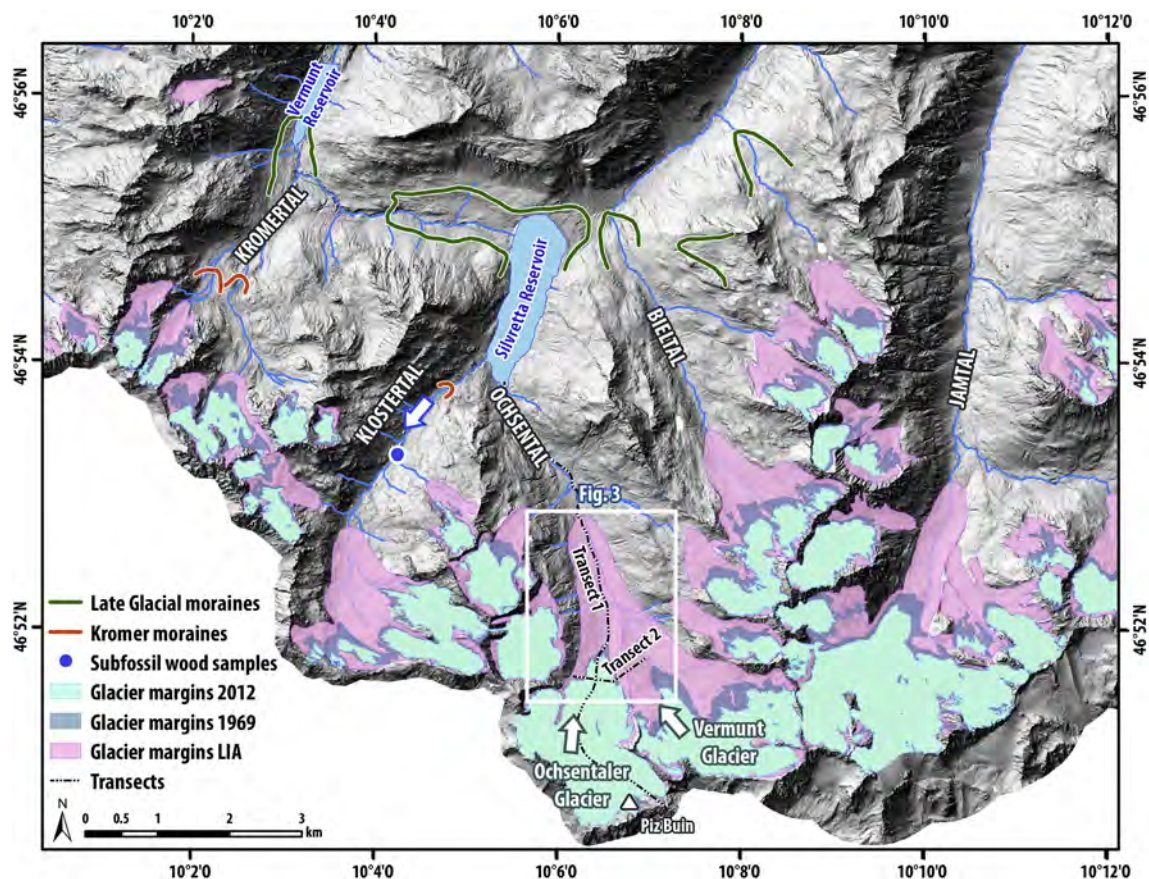 10°2'0
10°4'0
10°6'0
10°8'0
10°10'0
10°12'0
46°56'N
46°56'N
Vermunt
Reservoir
KROMERTAL
Silvretta Reservoir
BIELTAL
46°54'N
46°54'N
KLOSTERTAL
OCHSENTAL
JAMTAL
Fig. 3
Transect 1
Transect 2
46°52'N
46°52'N
Late Glacial moraines
Kromer moraines
Subfossil wood samples
Glacier margins 2012
Glacier margins 1969
Glacier margins LIA
Transects
Vermunt
Glacier
Ochsentaler
Glacier
Piz Buin
N
0 0.5 1 2 3
km
10°2'0
10°4'0
10°6'0
10°8'0
10°10'0
10°12'0